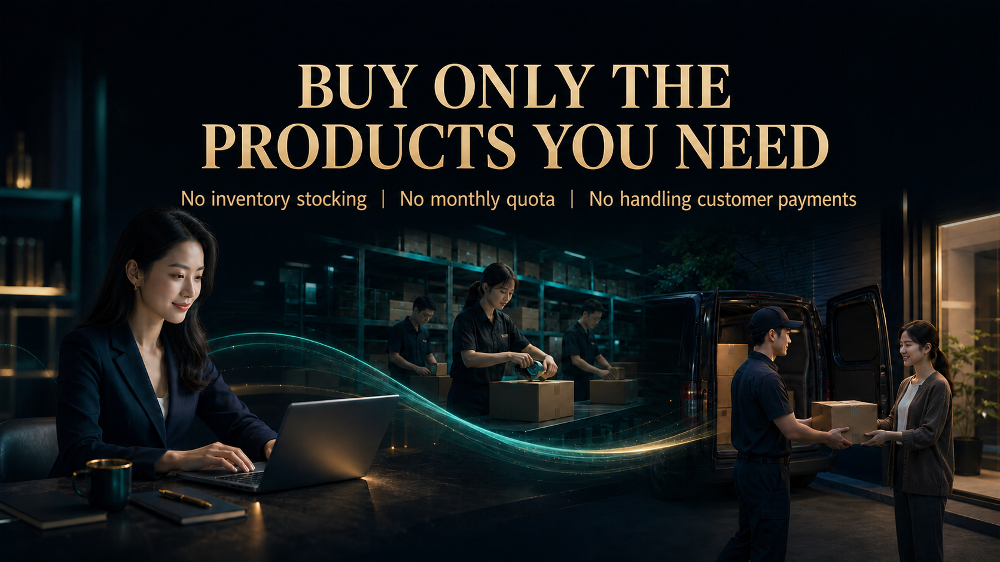 BUY ONLY THE
PRODUCTS YOU NEED
No inventory stocking | No monthly quota | No handling customer payments